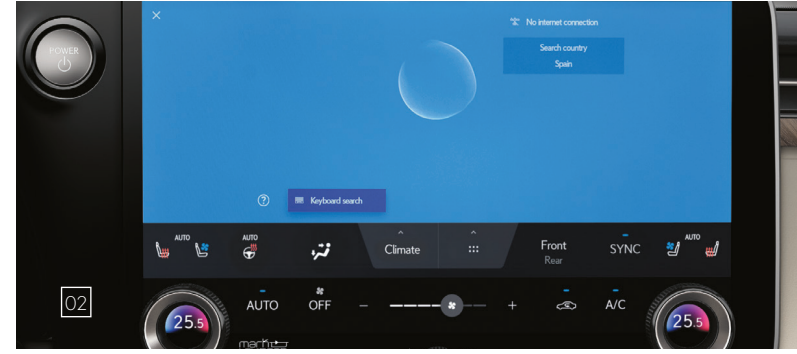 POWER
No internet connection
Search country
Spain
Keyboard search
AUTO
AUTO
Climate
Front
Rear
SYNC
AUTO
02
25.5
AUTO
OFF
A/C
25.5
mark